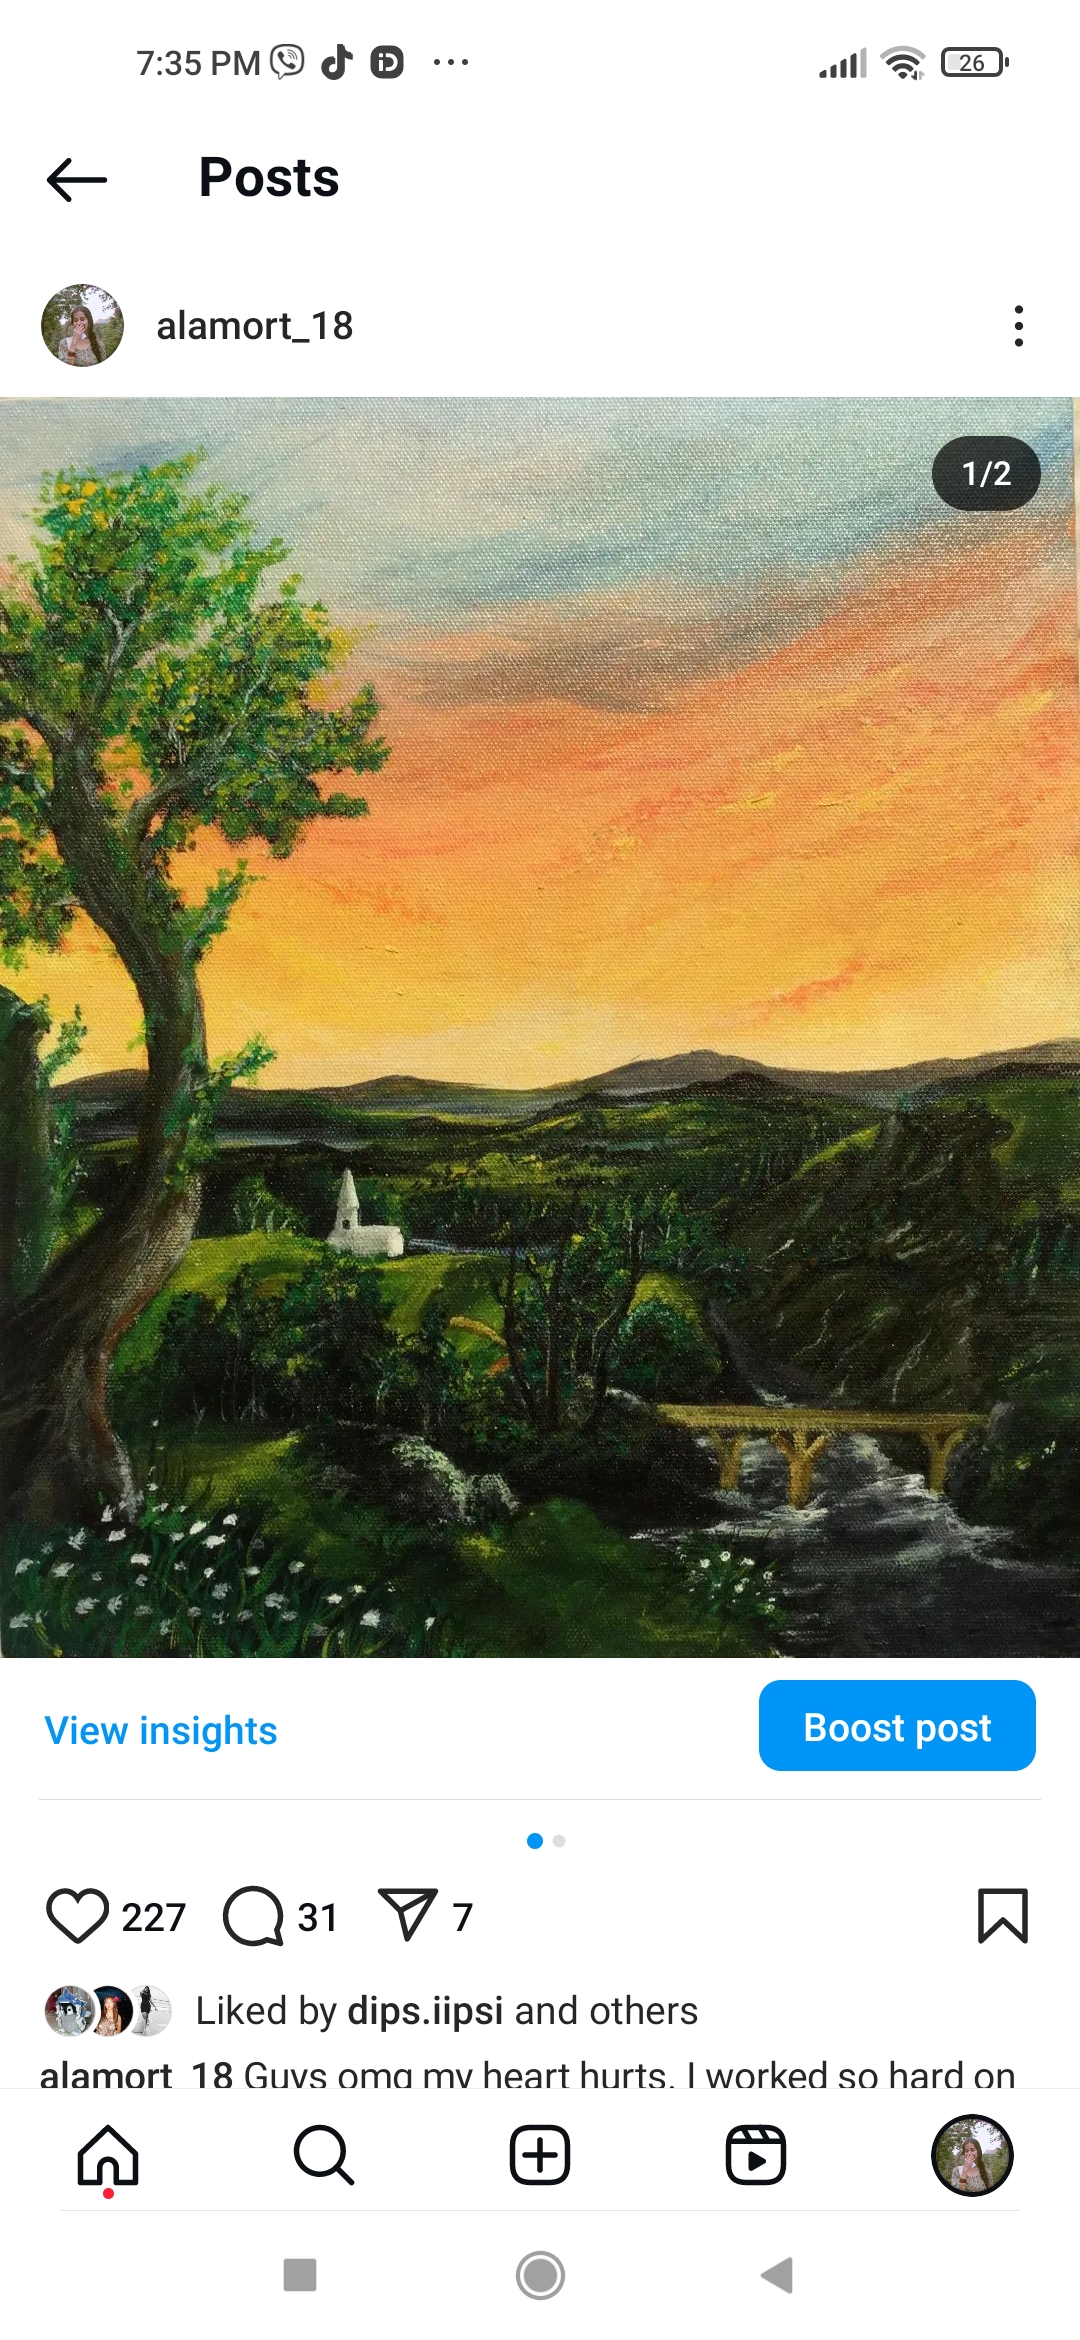 7:35 PM
26
Posts
alamort_18
1/2
View insights
Boost post
227 31 7
Liked by dips.iipsi and others
alamort_18 Guys omg my heart hurts. I worked so hard on